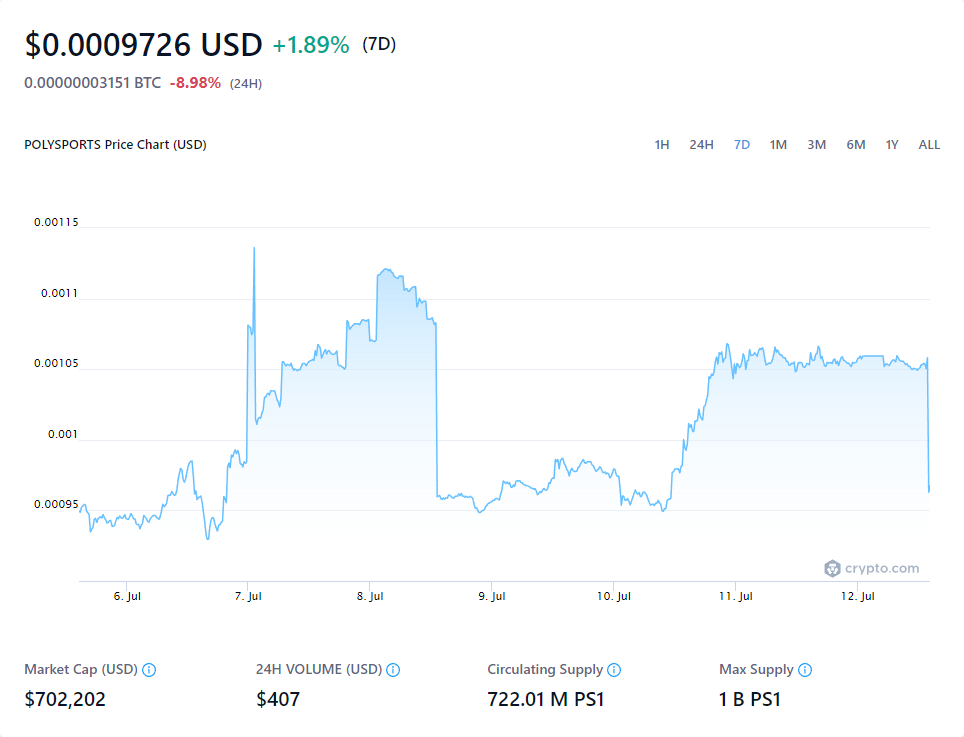 $0.0009726 USD +1.89% (7D)
0.00000003151 BTC -8.98% (24H)
POLYSPORTS Price Chart (USD)
1H 24H 7D 1M 3M 6M 1Y ALL
0.00115
0.0011
0.00105
0.001
0.00095
crypto.com
6. Jul 7. Jul 8. Jul 9. Jul 10. Jul 11. Jul 12. Jul
Market Cap (USD) 24H VOLUME (USD) Circulating Supply Max Supply
$702,202 $407 722.01 M PS1 1 B PS1